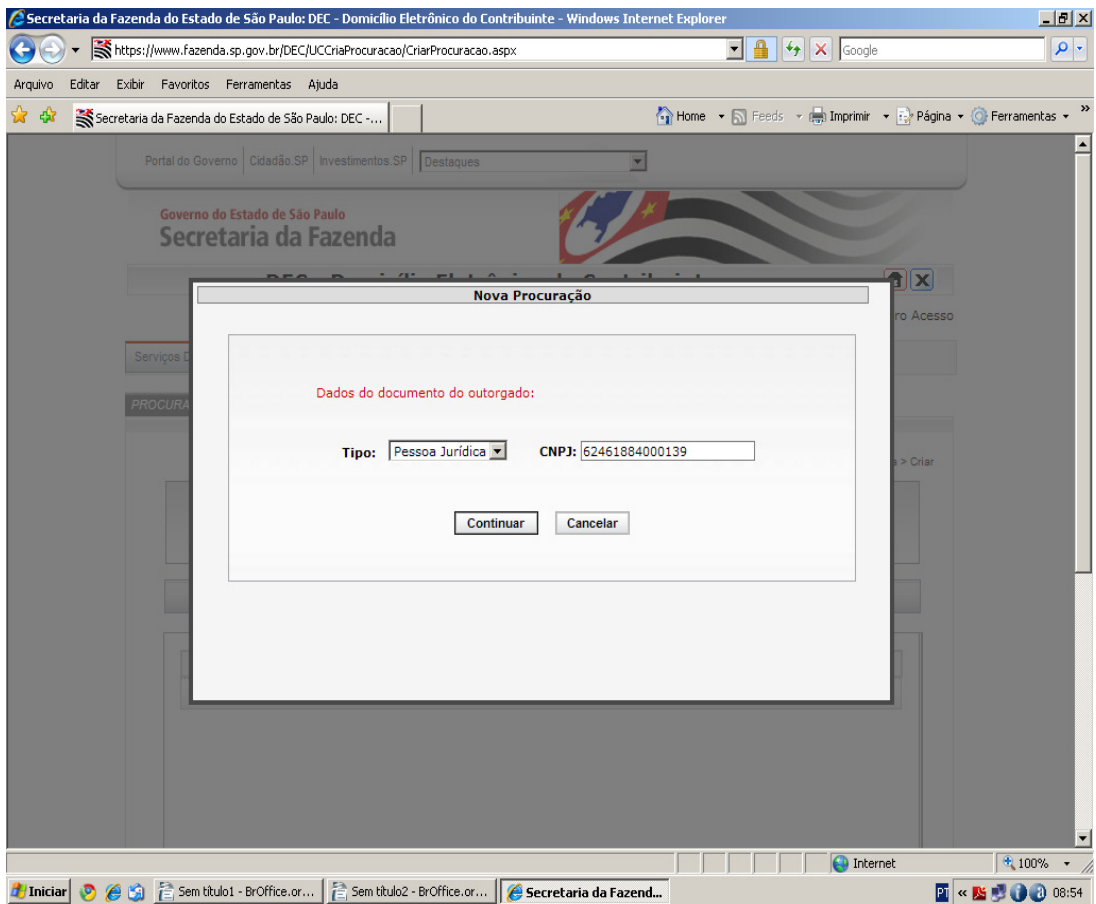 Secretaria da Fazenda do Estado de São Paulo: DEC - Domicílio Eletrônico do Contribuinte - Windows Internet Explorer
https://www.fazenda.sp.gov.br/DEC/UCCriaProcuracao/CriarProcuracao.aspx
Google
Arquivo Editar Exibir Favoritos Ferramentas Ajuda
Secretaria da Fazenda do Estado de São Paulo: DEC -...
Home Feeds Imprimir Página Ferramentas
Portal do Governo Cidadão.SP Investimentos.SP Destaques
Governo do Estado de São Paulo
Secretaria da Fazenda
Nova Procuração
ro Acesso
Serviços D
PROCURA
Dados do documento do outorgado:
Tipo: Pessoa Jurídica CNPJ: 62461884000139
> Criar
Continuar Cancelar
Internet 100%
Iniciar Sem título1 - BrOffice.or... Sem título2 - BrOffice.or... Secretaria da Fazend... PT « 08:54